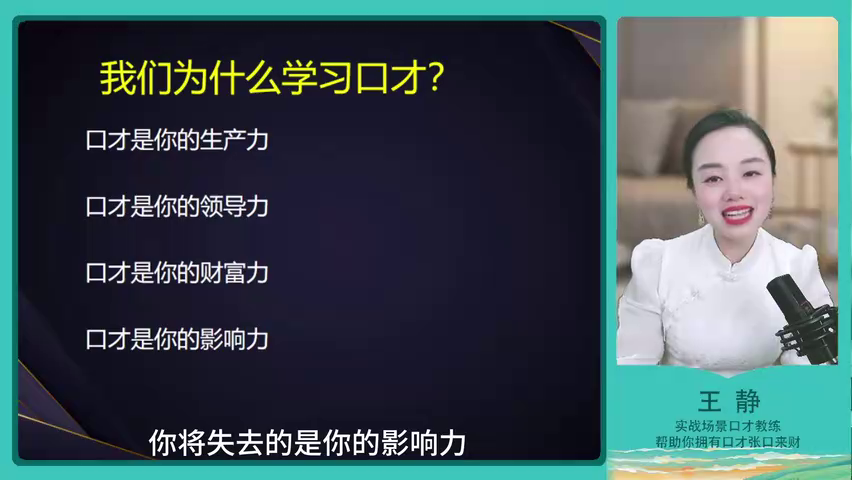 我们为什么学习口才?
口才是你的生产力
口才是你的领导力
口才是你的财富力
口才是你的影响力
你将失去的是你的影响力
王 静
实战场景口才教练
帮助你拥有口才张口来财